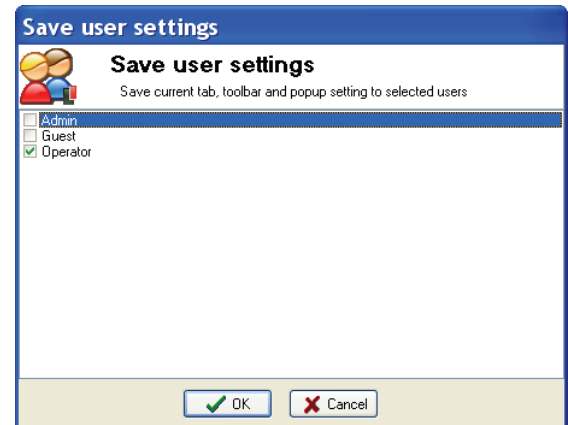 Save user settings
Save user settings
Save current tab, toolbar and popup setting to selected users
Admin
Guest
Operator
OK Cancel